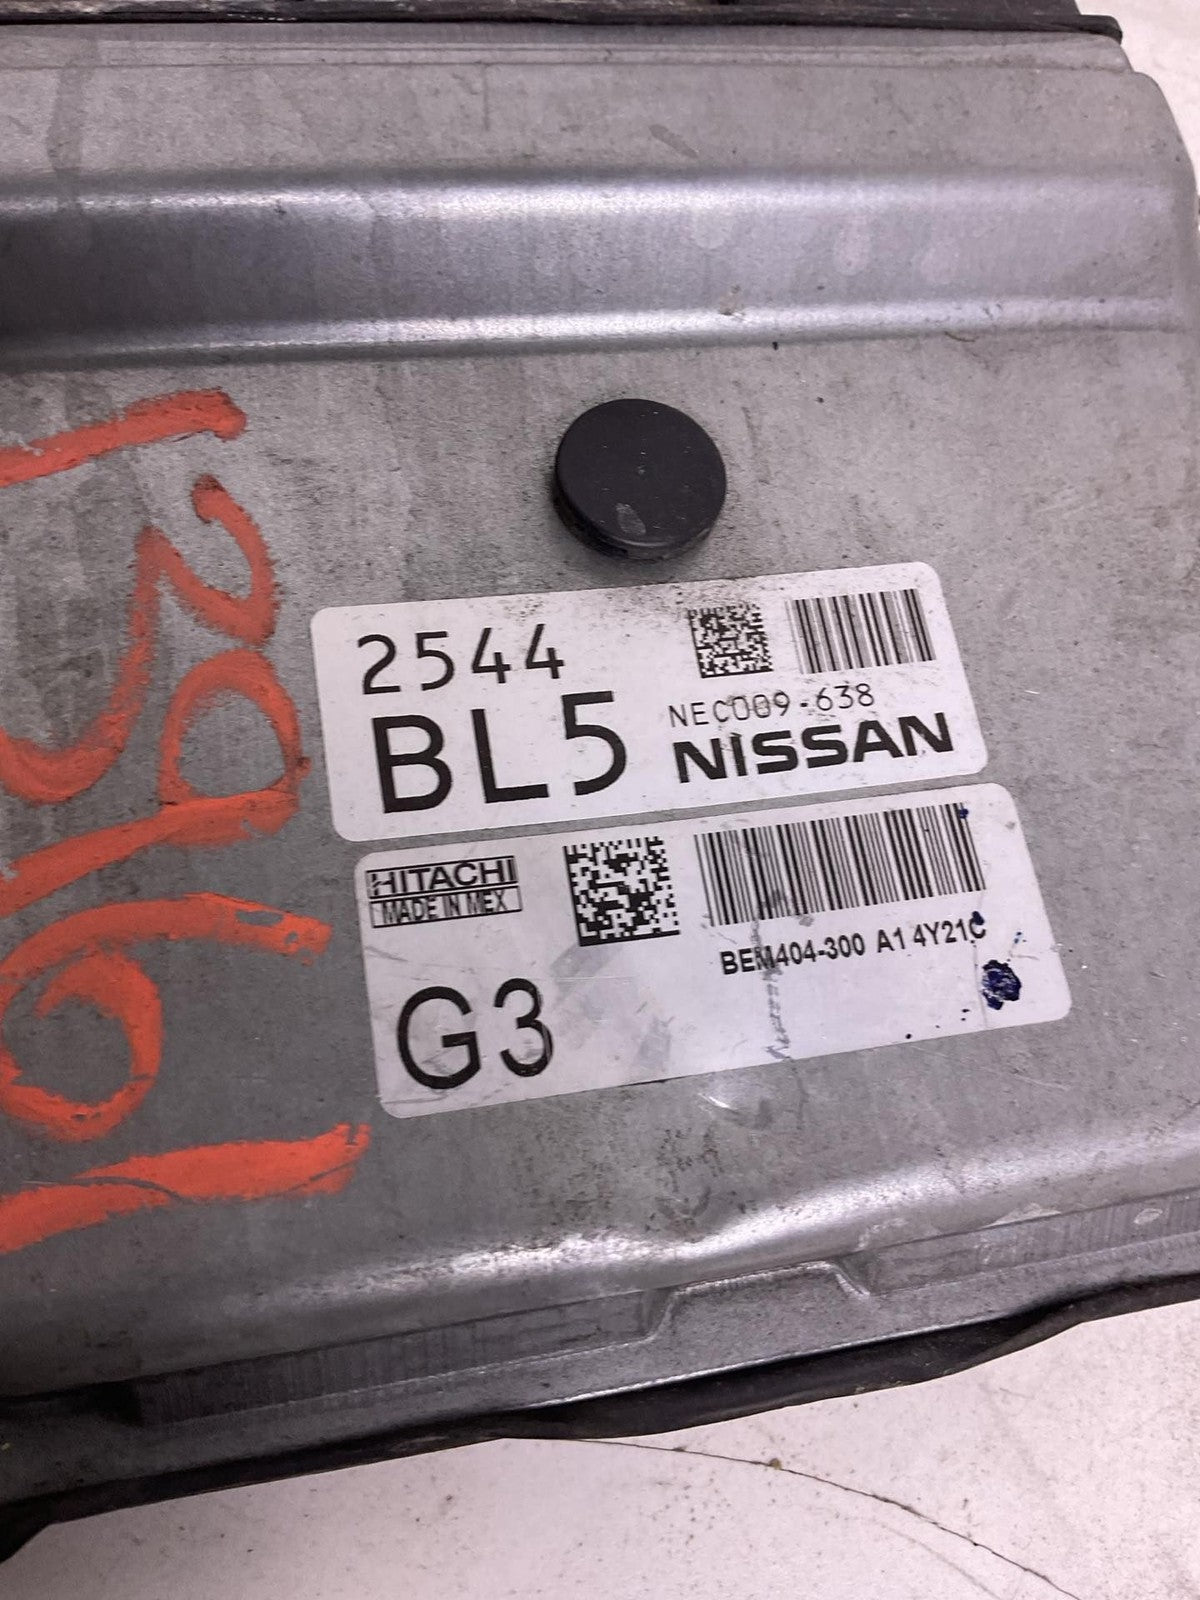 2544
BL5
NEC009-638
NISSAN
HITACHI
MADE IN MEX
BEM404-300 A1 4Y21C
G3